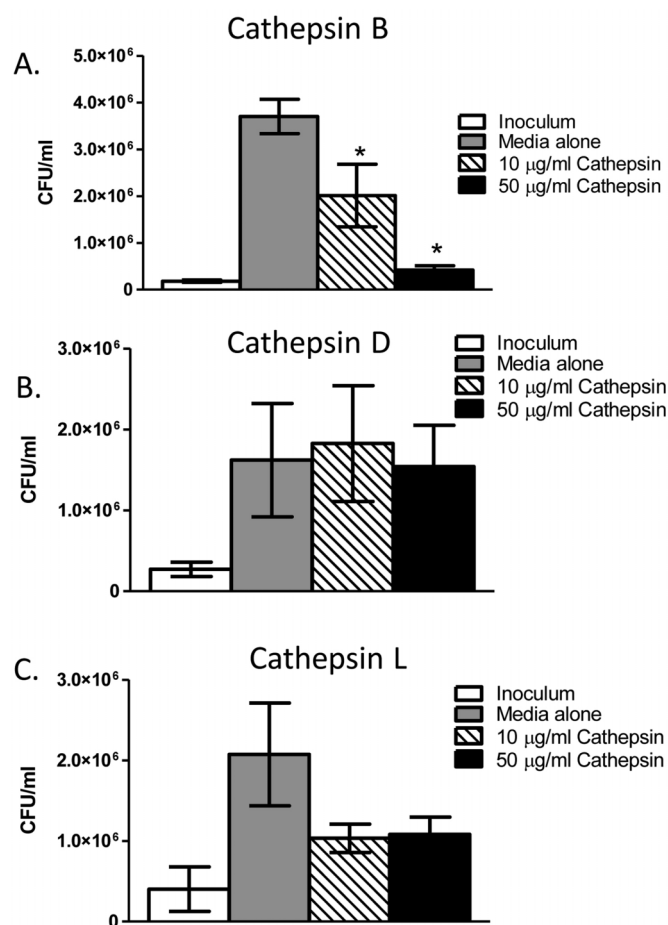 Cathepsin B
A.
5.0×10⁶
4.0×10⁶
3.0×10⁶
2.0×10⁶
1.0×10⁶
0
CFU/ml
*
*
Inoculum
Media alone
10 μg/ml Cathepsin
50 μg/ml Cathepsin
Cathepsin D
B.
3.0×10⁶
2.0×10⁶
1.0×10⁶
0
CFU/ml
Inoculum
Media alone
10 μg/ml Cathepsin
50 μg/ml Cathepsin
Cathepsin L
C.
3.0×10⁶
2.0×10⁶
1.0×10⁶
0
CFU/ml
Inoculum
Media alone
10 μg/ml Cathepsin
50 μg/ml Cathepsin